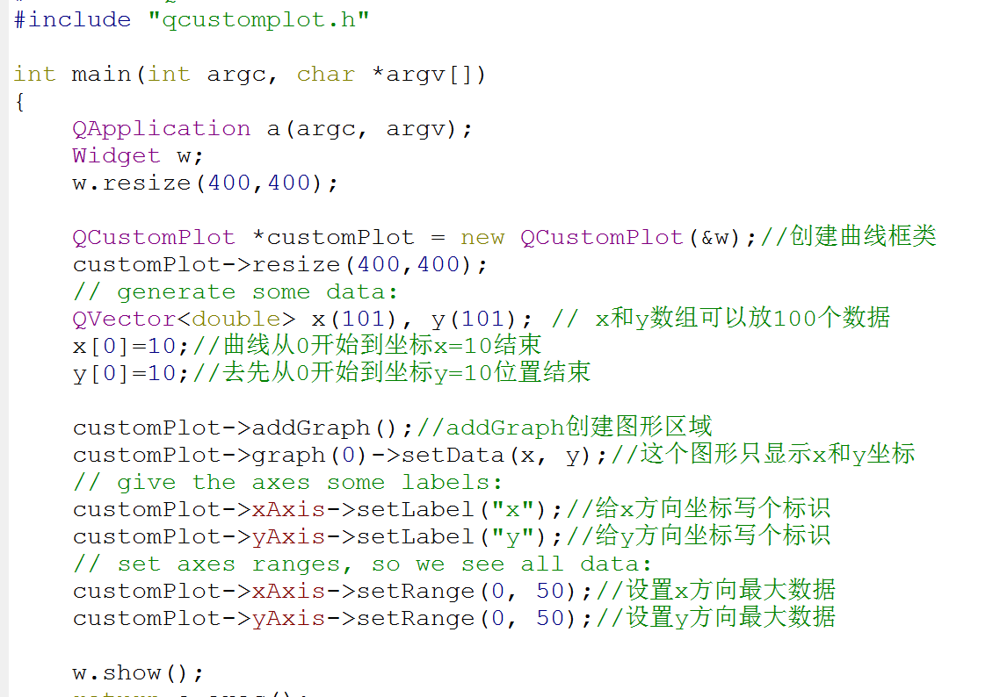 #include "qcustomplot.h"
int main(int argc, char *argv[])
{
QApplication a(argc, argv);
Widget w;
w.resize(400,400);
QCustomPlot *customPlot = new QCustomPlot(&w);//创建曲线框类
customPlot->resize(400,400);
// generate some data:
QVector<double> x(101), y(101); // x和y数组可以放100个数据
x[0]=10;//曲线从0开始到坐标x=10结束
y[0]=10;//去先从0开始到坐标y=10位置结束
customPlot->addGraph();//addGraph创建图形区域
customPlot->graph(0)->setData(x, y);//这个图形只显示x和y坐标
// give the axes some labels:
customPlot->xAxis->setLabel("x");//给x方向坐标写个标识
customPlot->yAxis->setLabel("y");//给y方向坐标写个标识
// set axes ranges, so we see all data:
customPlot->xAxis->setRange(0, 50);//设置x方向最大数据
customPlot->yAxis->setRange(0, 50);//设置y方向最大数据
w.show();